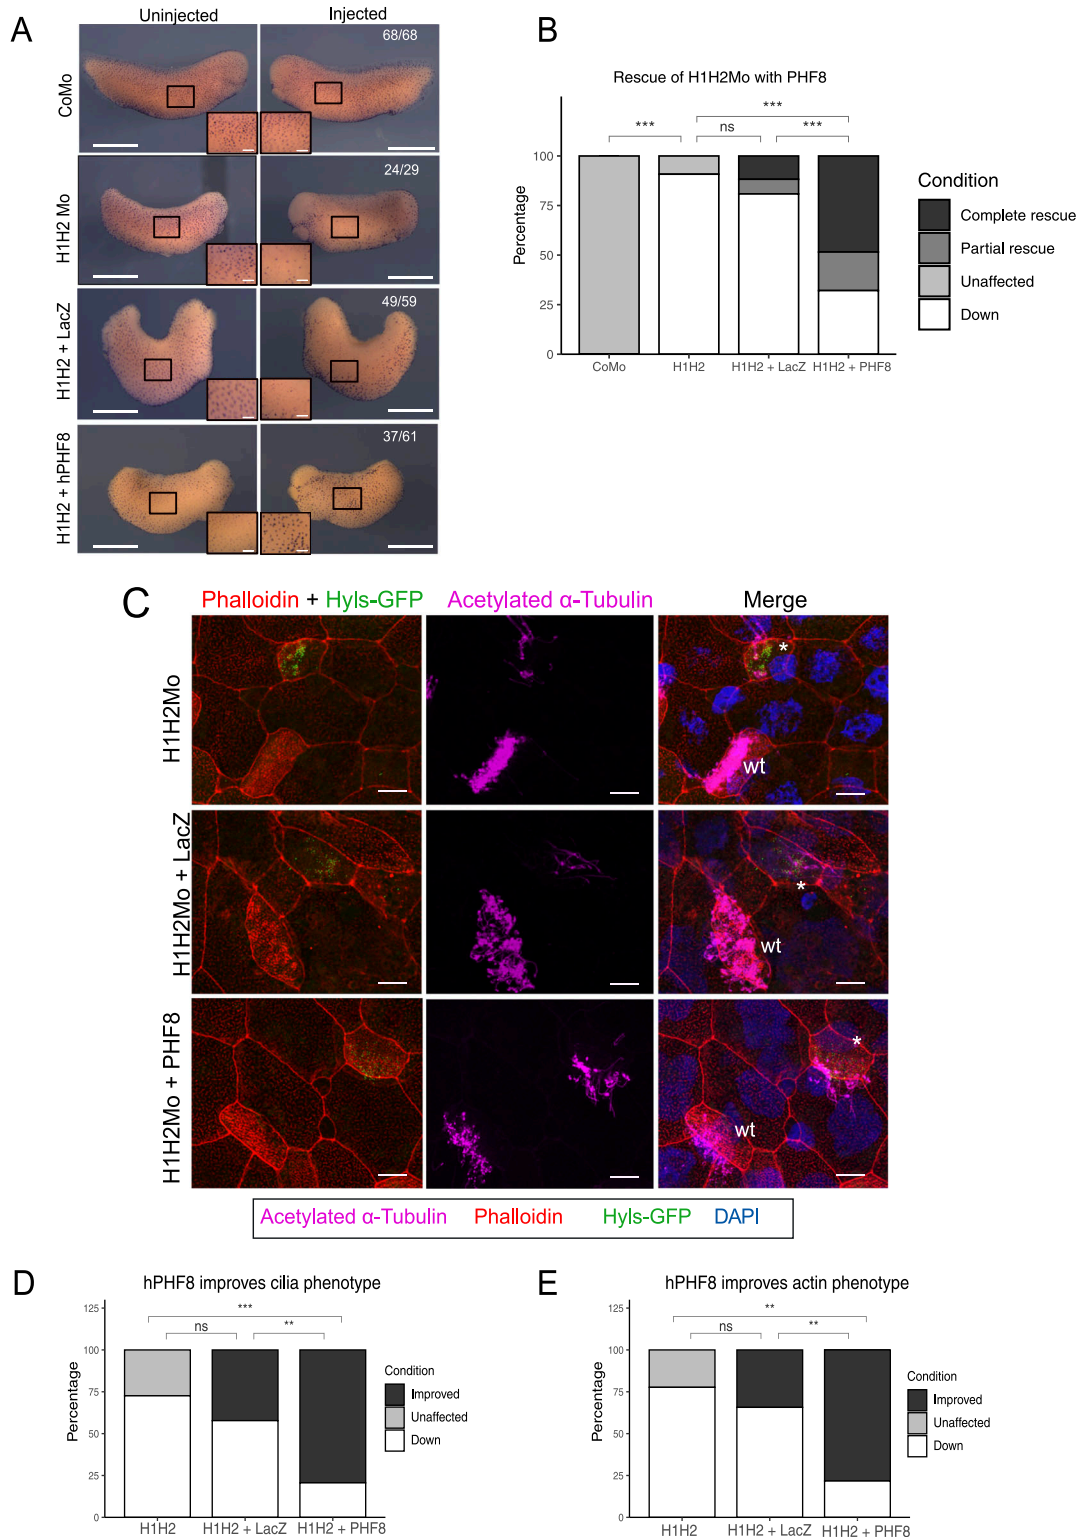 A
Uninjected
Injected
CoMo
68/68
H1H2 Mo
24/29
H1H2 + LacZ
49/59
H1H2 + hPHF8
37/61
B
Rescue of H1H2Mo with PHF8
***
*** ns ***
100
75
50
25
0
Percentage
CoMo H1H2 H1H2 + LacZ H1H2 + PHF8
Condition
Complete rescue
Partial rescue
Unaffected
Down
C
Phalloidin + Hyls-GFP
Acetylated α-Tubulin
Merge
H1H2Mo
*
wt
H1H2Mo + LacZ
*
wt
H1H2Mo + PHF8
*
wt
Acetylated α-Tubulin Phalloidin Hyls-GFP DAPI
D
hPHF8 improves cilia phenotype
***
ns **
125
100
75
50
25
0
Percentage
H1H2 H1H2 + LacZ H1H2 + PHF8
Condition
Improved
Unaffected
Down
E
hPHF8 improves actin phenotype
**
ns **
125
100
75
50
25
0
Percentage
H1H2 H1H2 + LacZ H1H2 + PHF8
Condition
Improved
Unaffected
Down